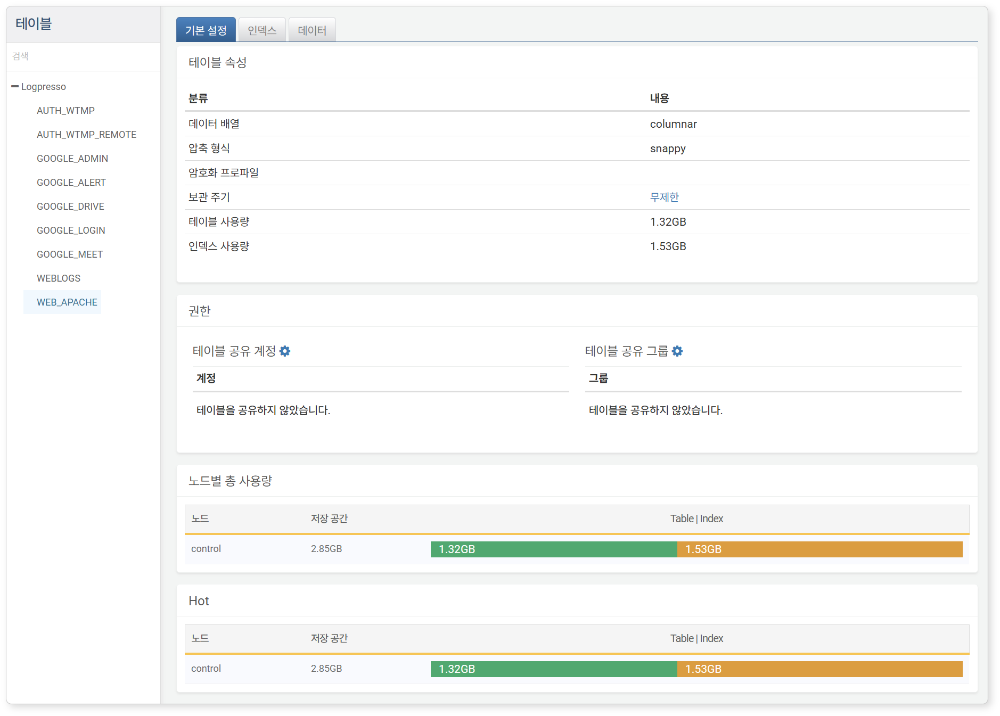 테이블
검색
Logpresso
AUTH_WTMP
AUTH_WTMP_REMOTE
GOOGLE_ADMIN
GOOGLE_ALERT
GOOGLE_DRIVE
GOOGLE_LOGIN
GOOGLE_MEET
WEBLOGS
WEB_APACHE
기본 설정 인덱스 데이터
테이블 속성
분류 내용
데이터 배열 columnar
압축 형식 snappy
암호화 프로파일
보관 주기 무제한
테이블 사용량 1.32GB
인덱스 사용량 1.53GB
권한
테이블 공유 계정
계정
테이블을 공유하지 않았습니다.
테이블 공유 그룹
그룹
테이블을 공유하지 않았습니다.
노드별 총 사용량
노드 저장 공간 Table | Index
control 2.85GB 1.32GB 1.53GB
Hot
노드 저장 공간 Table | Index
control 2.85GB 1.32GB 1.53GB